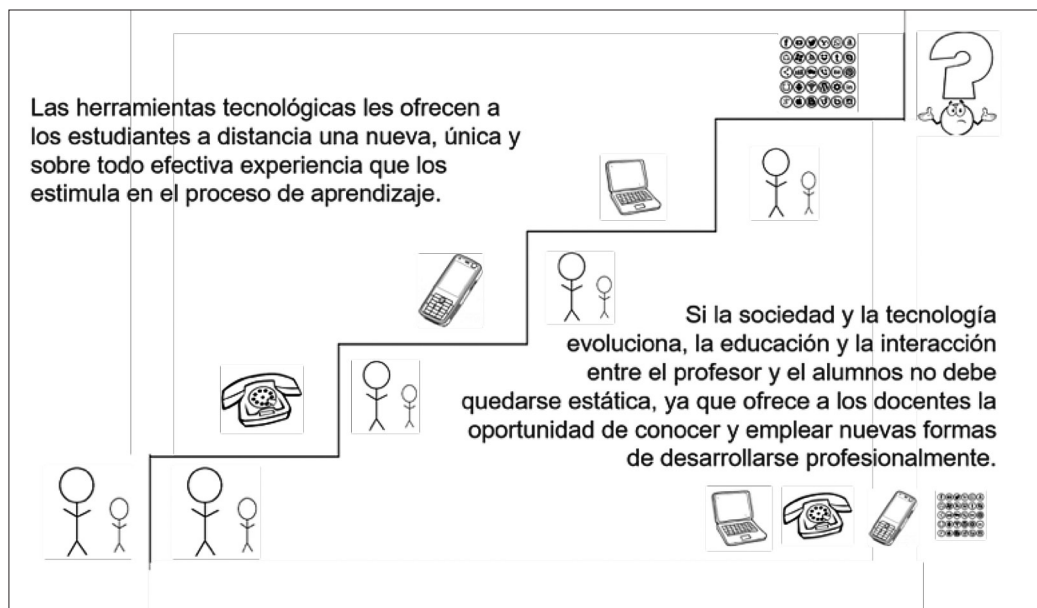 Las herramientas tecnológicas les ofrecen a
los estudiantes a distancia una nueva, única y
sobre todo efectiva experiencia que los
estimula en el proceso de aprendizaje.
Si la sociedad y la tecnología
evoluciona, la educación y la interacción
entre el profesor y el alumnos no debe
quedarse estática, ya que ofrece a los docentes la
oportunidad de conocer y emplear nuevas formas
de desarrollarse profesionalmente.